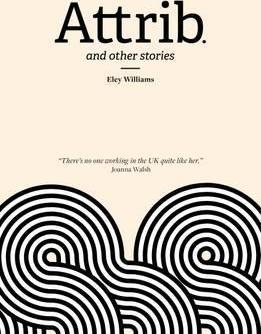 Attrib.
and other stories
Eley Williams
"There's no one working in the UK quite like her,"
Joanna Walsh